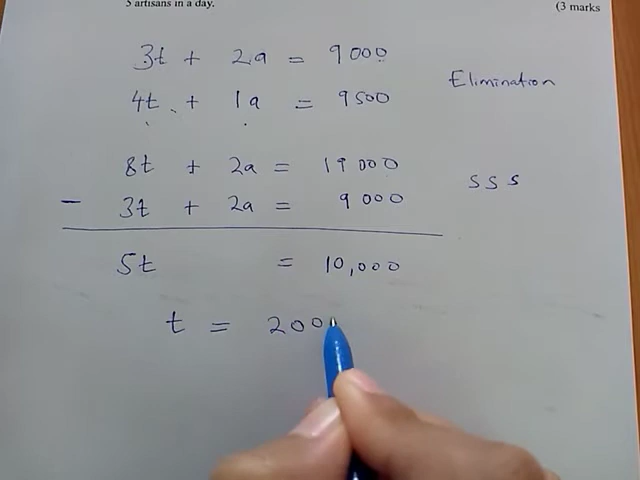 5 artisans in a day.
(3 marks
3t + 2a = 9000
4t + 1a = 9500
Elimination
8t + 2a = 19000
SSS
- 3t + 2a = 9000
5t = 10,000
t = 200